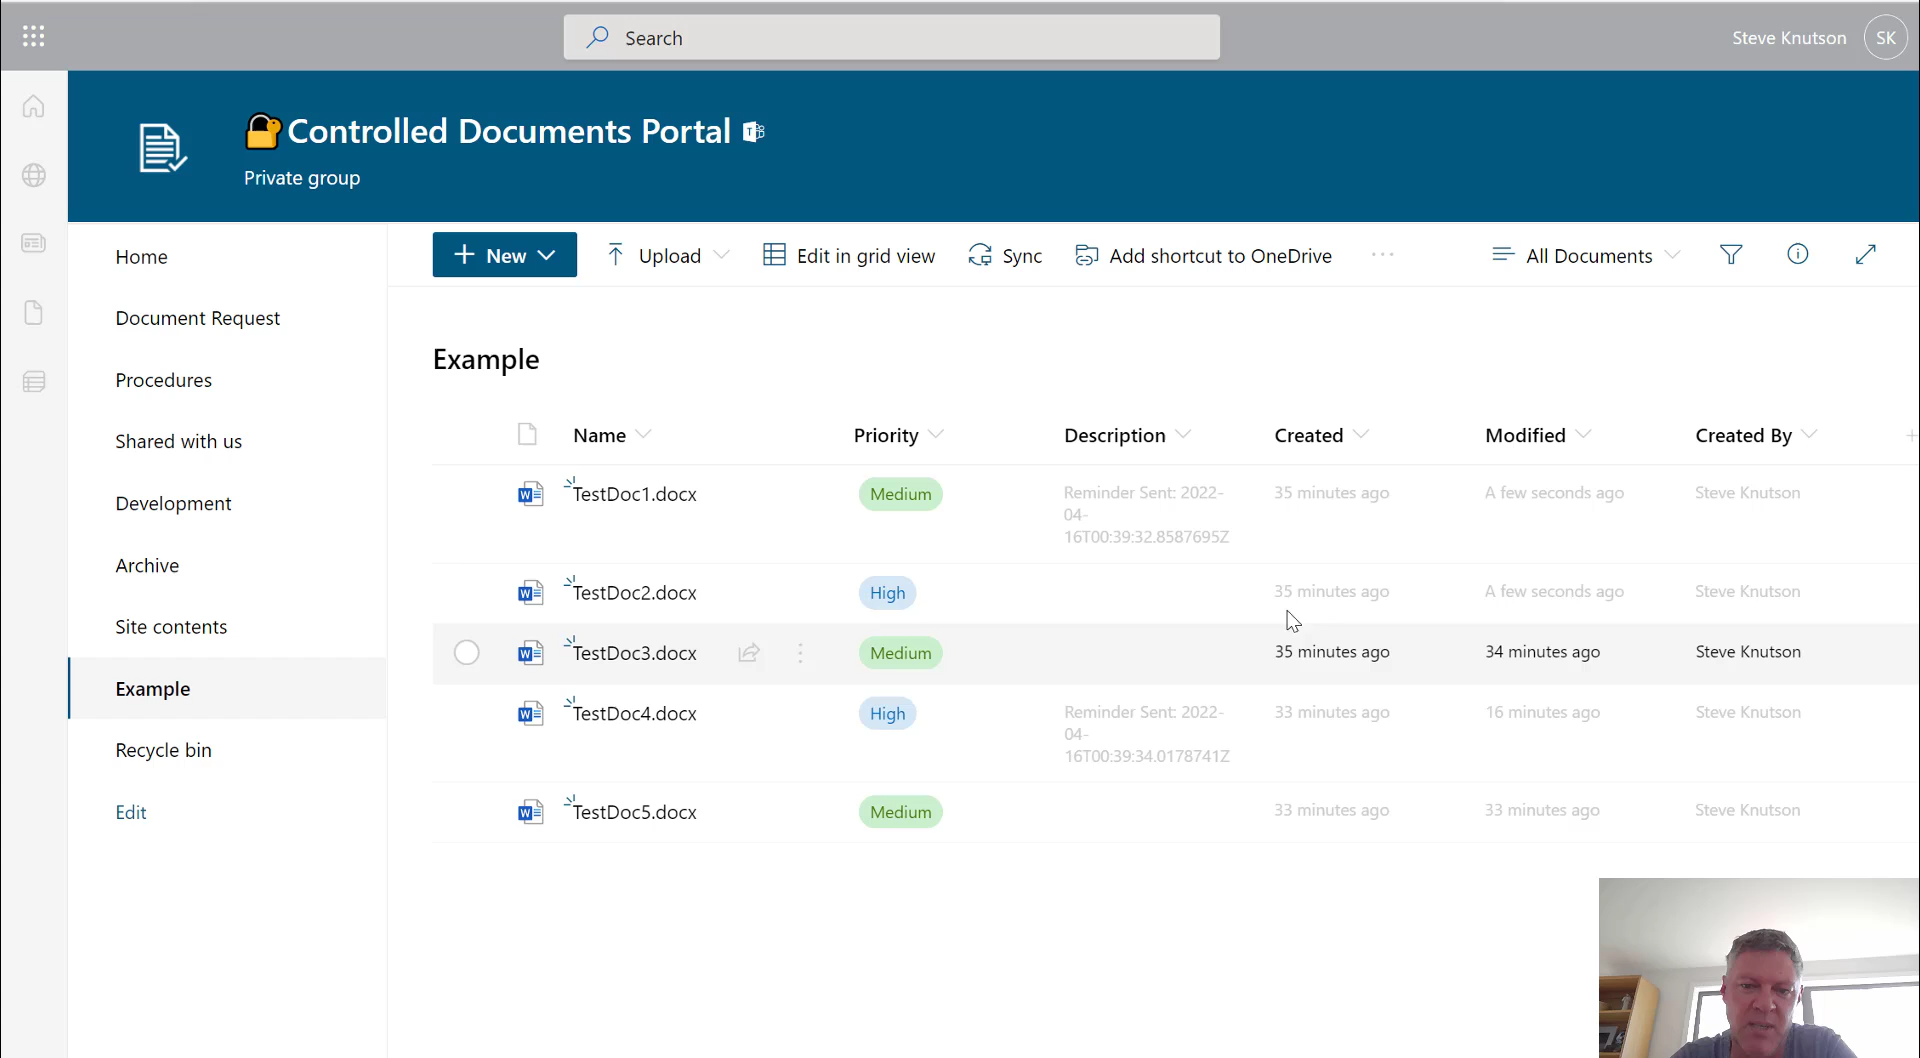 Search
Steve Knutson SK
Controlled Documents Portal
Private group
Home
Document Request
Procedures
Shared with us
Development
Archive
Site contents
Example
Recycle bin
Edit
New Upload Edit in grid view Sync Add shortcut to OneDrive All Documents
Example
Name Priority Description Created Modified Created By
TestDoc1.docx Medium Reminder Sent: 2022- 35 minutes ago A few seconds ago Steve Knutson
04-
16T00:39:32.8587695Z
TestDoc2.docx High 35 minutes ago A few seconds ago Steve Knutson
TestDoc3.docx Medium 35 minutes ago 34 minutes ago Steve Knutson
TestDoc4.docx High Reminder Sent: 2022- 33 minutes ago 16 minutes ago Steve Knutson
04-
16T00:39:34.0178741Z
TestDoc5.docx Medium 33 minutes ago 33 minutes ago Steve Knutson